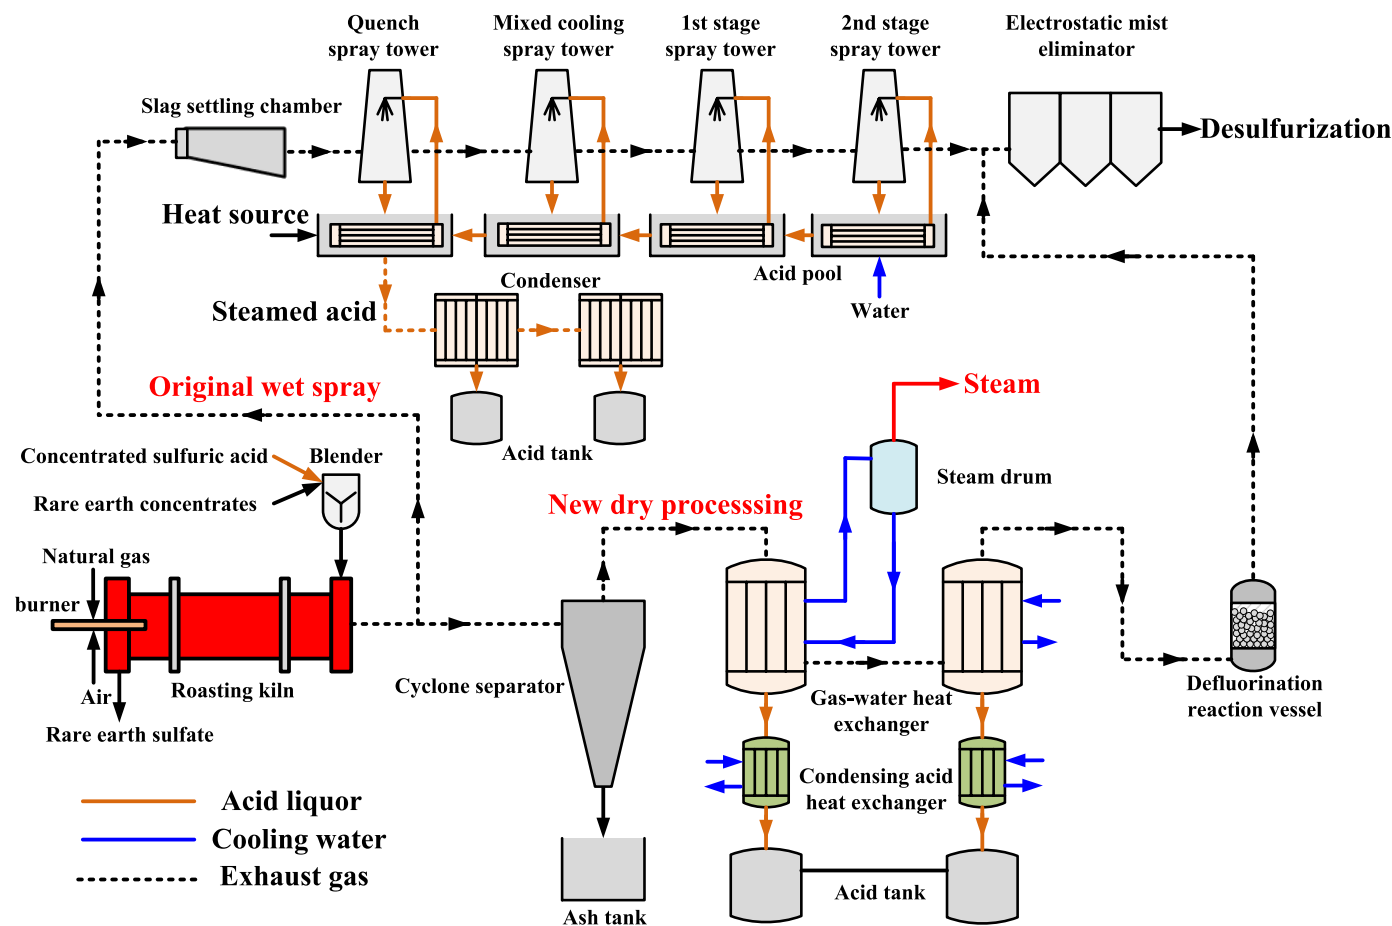 Quench
spray tower
Mixed cooling
spray tower
1st stage
spray tower
2nd stage
spray tower
Electrostatic mist
eliminator
Slag settling chamber
Desulfurization
Heat source
Acid pool
Condenser
Water
Steamed acid
Original wet spray
Steam
Acid tank
Concentrated sulfuric acid
Blender
Rare earth concentrates
Steam drum
New dry processsing
Natural gas
burner
Air
Roasting kiln
Rare earth sulfate
Cyclone separator
Gas-water heat
exchanger
Defluorination
reaction vessel
Condensing acid
heat exchanger
Acid liquor
Cooling water
Exhaust gas
Acid tank
Ash tank